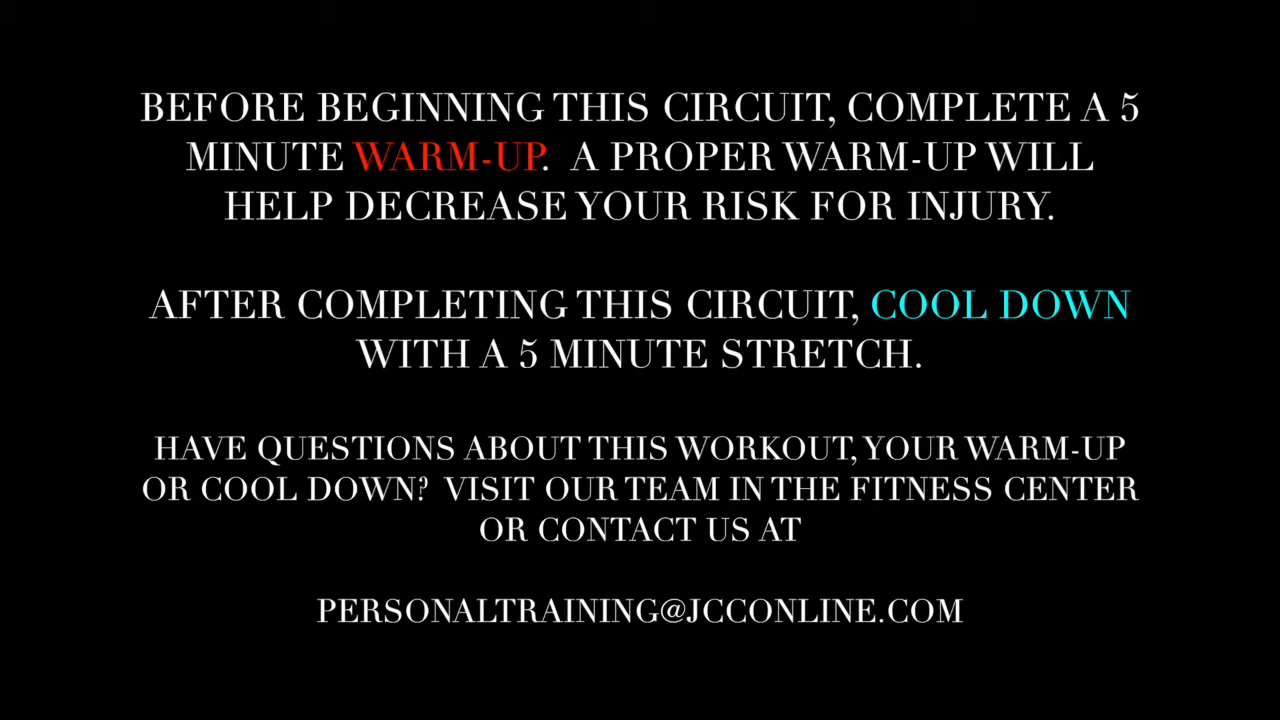 BEFORE BEGINNING THIS CIRCUIT, COMPLETE A 5
MINUTE WARM-UP.  A PROPER WARM-UP WILL
HELP DECREASE YOUR RISK FOR INJURY.
AFTER COMPLETING THIS CIRCUIT, COOL DOWN
WITH A 5 MINUTE STRETCH.
HAVE QUESTIONS ABOUT THIS WORKOUT, YOUR WARM-UP
OR COOL DOWN?  VISIT OUR TEAM IN THE FITNESS CENTER
OR CONTACT US AT
PERSONALTRAINING@JCCONLINE.COM